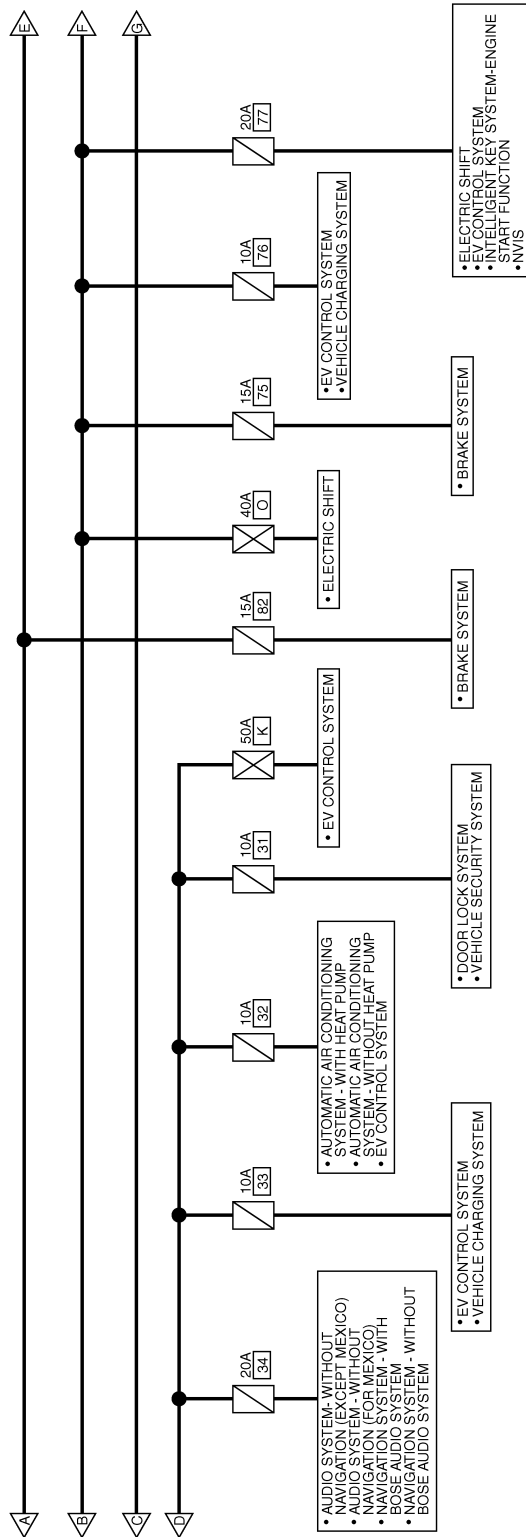 A
E
B
F
C
G
D
20A
34
• AUDIO SYSTEM- WITHOUT
NAVIGATION (EXCEPT MEXICO)
• AUDIO SYSTEM - WITHOUT
NAVIGATION (FOR MEXICO)
• NAVIGATION SYSTEM - WITH
BOSE AUDIO SYSTEM
• NAVIGATION SYSTEM - WITHOUT
BOSE AUDIO SYSTEM
10A
33
• EV CONTROL SYSTEM
• VEHICLE CHARGING SYSTEM
10A
32
• AUTOMATIC AIR CONDITIONING
SYSTEM - WITH HEAT PUMP
• AUTOMATIC AIR CONDITIONING
SYSTEM - WITHOUT HEAT PUMP
• EV CONTROL SYSTEM
10A
31
• DOOR LOCK SYSTEM
• VEHICLE SECURITY SYSTEM
50A
K
• EV CONTROL SYSTEM
15A
82
• BRAKE SYSTEM
40A
O
• ELECTRIC SHIFT
15A
75
• BRAKE SYSTEM
10A
76
• EV CONTROL SYSTEM
• VEHICLE CHARGING SYSTEM
20A
77
• ELECTRIC SHIFT
• EV CONTROL SYSTEM
• INTELLIGENT KEY SYSTEM-ENGINE
START FUNCTION
• NVIS